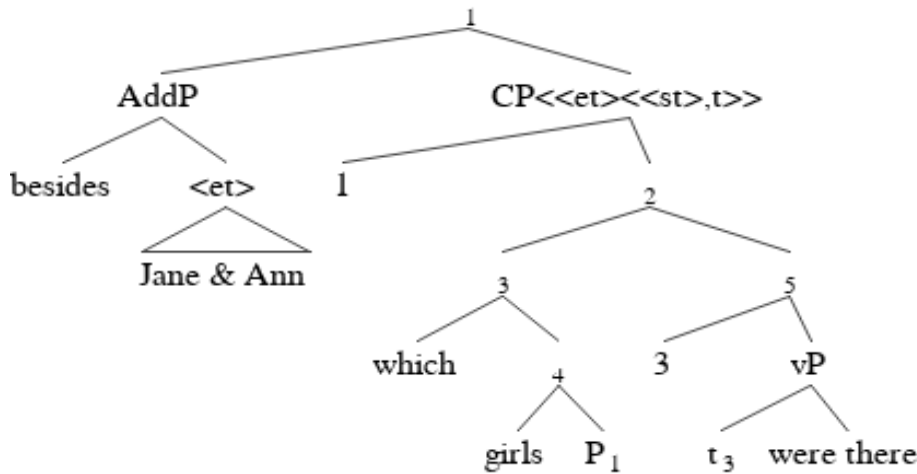 1
AddP CP<<et><<st>,t>>
besides <et> 1 2
Jane & Ann 3 5
which 4 3 vP
girls P₁ t₃ were there